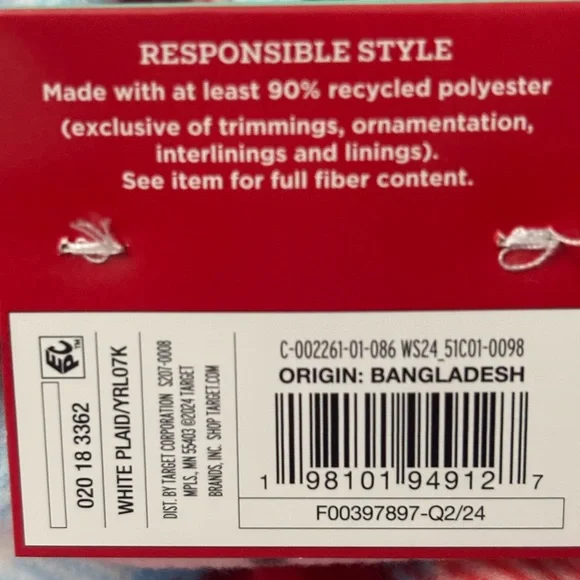 RESPONSIBLE STYLE
Made with at least 90% recycled polyester
(exclusive of trimmings, ornamentation,
interlinings and linings).
See item for full fiber content.
EPC™
020 18 3362
WHITE PLAID/YRL07K
DIST. BY TARGET CORPORATION S207-0008
MPLS, MN 55403 ©2024 TARGET
BRANDS, INC. SHOP TARGET.COM
C-002261-01-086 WS24_51C01-0098
ORIGIN: BANGLADESH
1 98101 94912 7
F00397897-Q2/24